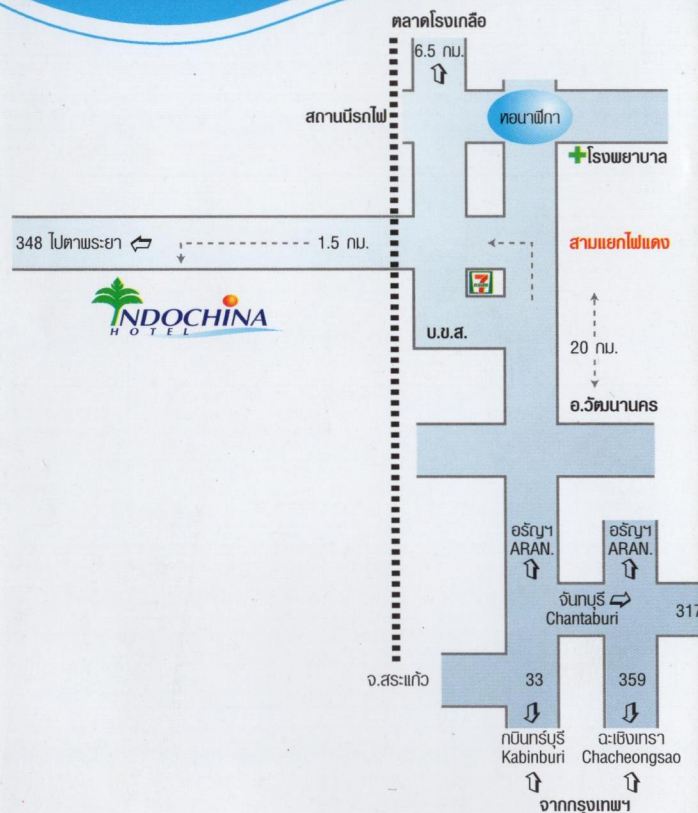 ตลาดโรงเกลือ
6.5 กม.
สถานนีรถไฟ
หอนาฬิกา
โรงพยาบาล
348 ไปตาพระยา
1.5 กม.
สามแยกไฟแดง
7
ELEVEN
INDOCHINA
HOTEL
บ.ข.ส.
20 กม.
อ.วัฒนานคร
อรัญฯ
ARAN.
อรัญฯ
ARAN.
จันทบุรี
Chantaburi
317
จ.สระแก้ว
33
359
กบินทร์บุรี
Kabinburi
ฉะเชิงเทรา
Chacheongsao
จากกรุงเทพฯ